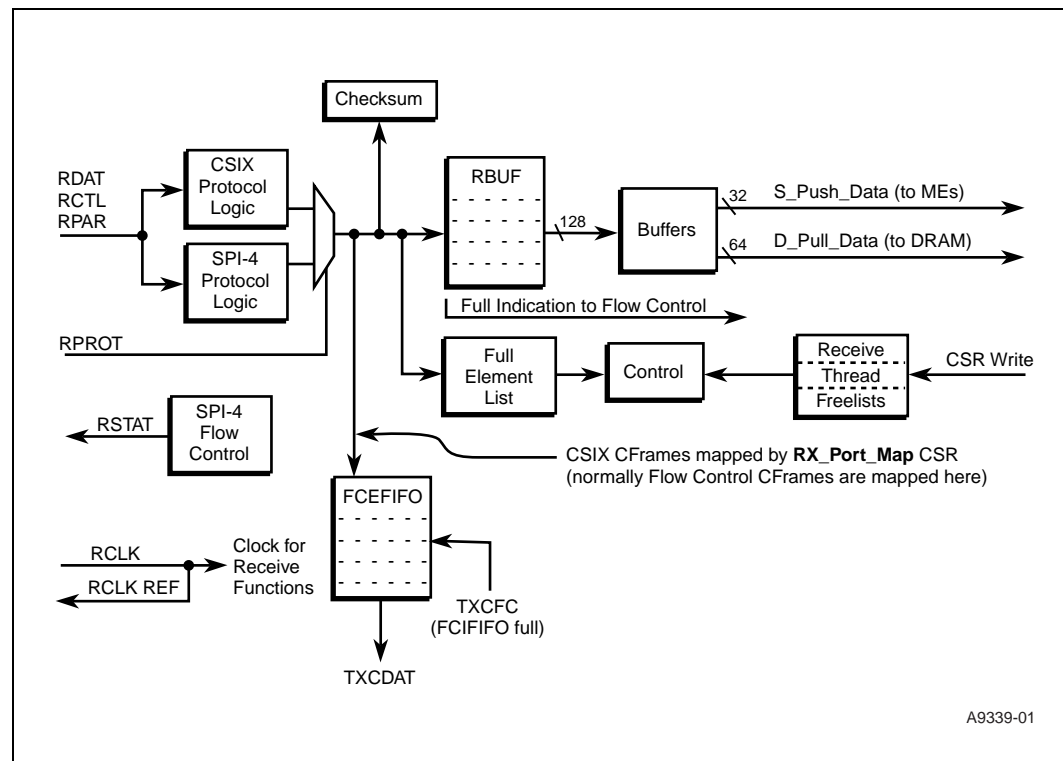 Checksum
RDAT
RCTL
RPAR
CSIX
Protocol
Logic
SPI-4
Protocol
Logic
RPROT
RBUF
128
Buffers
32
S_Push_Data (to MEs)
64
D_Pull_Data (to DRAM)
Full Indication to Flow Control
Full
Element
List
Control
Receive
Thread
Freelists
CSR Write
RSTAT
SPI-4
Flow
Control
CSIX CFrames mapped by RX_Port_Map CSR
(normally Flow Control CFrames are mapped here)
FCEFIFO
RCLK
RCLK REF
Clock for
Receive
Functions
TXCFC
(FCIFIFO full)
TXCDAT
A9339-01